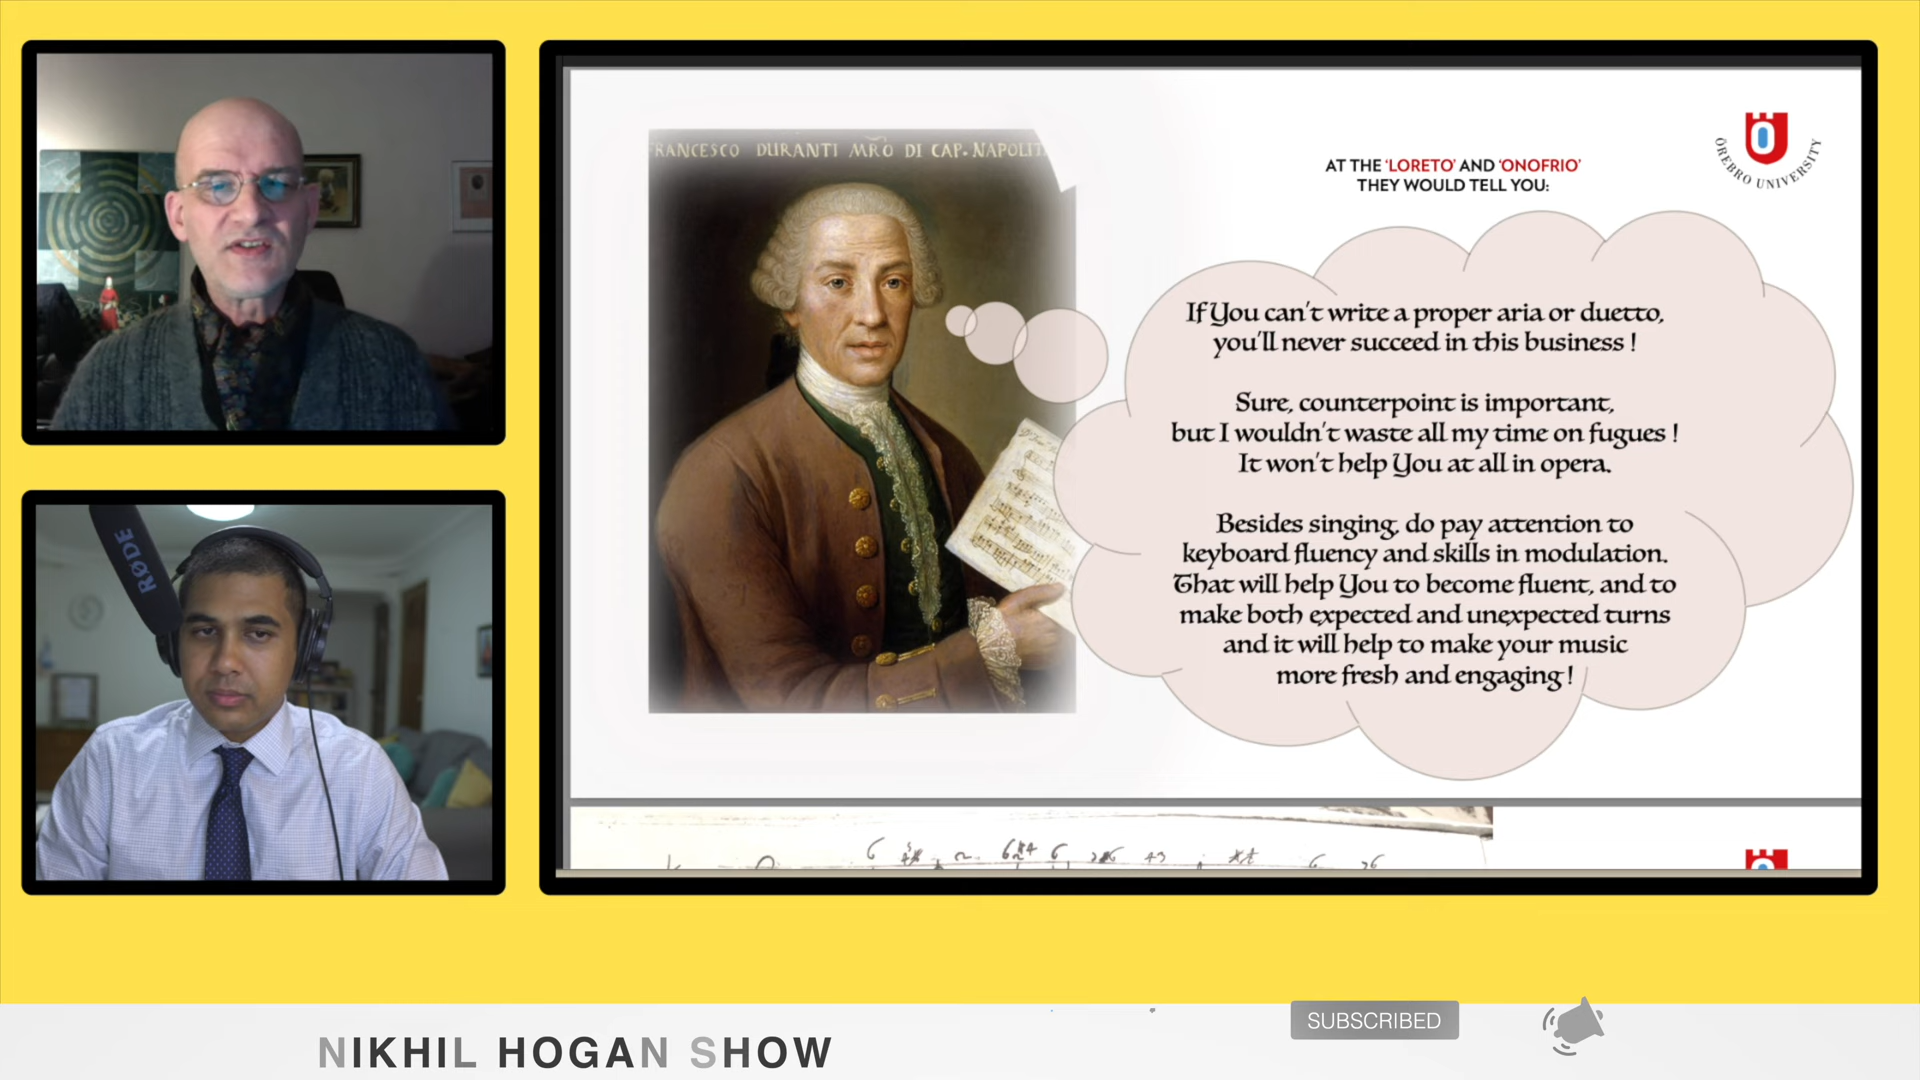 RANCESCO DURANTI MRO DI CAP. NAPOLIT
AT THE 'LORETO' AND 'ONOFRIO'
THEY WOULD TELL YOU:
ÖREBRO UNIVERSITY
If You can't write a proper aria or duetto,
you'll never succeed in this business !
Sure, counterpoint is important,
but I wouldn't waste all my time on fugues !
It won't help You at all in opera.
Besides singing, do pay attention to
keyboard fluency and skills in modulation.
That will help You to become fluent, and to
make both expected and unexpected turns
and it will help to make your music
more fresh and engaging !
RØDE
SUBSCRIBED
NIKHIL HOGAN SHOW